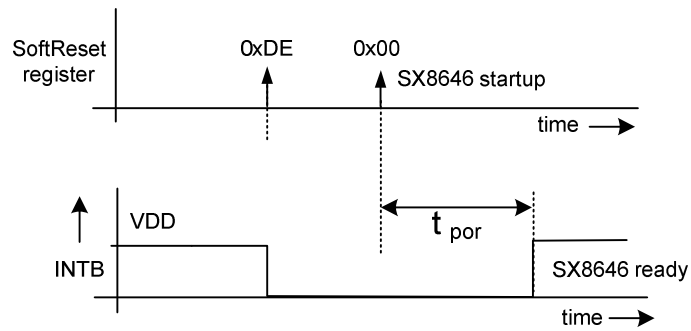 SoftReset
register
0xDE
0x00
SX8646 startup
time
VDD
t por
INTB
SX8646 ready
time